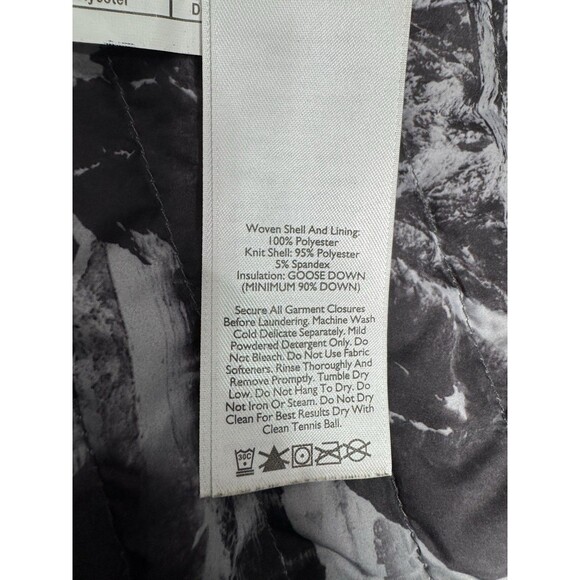 D
Woven Shell And Lining:
100% Polyester
Knit Shell: 95% Polyester
5% Spandex
Insulation: GOOSE DOWN
(MINIMUM 90% DOWN)
Secure All Garment Closures
Before Laundering. Machine Wash
Cold Delicate Separately. Mild
Powdered Detergent Only. Do
Not Bleach. Do Not Use Fabric
Softeners. Rinse Thoroughly And
Remove Promptly. Tumble Dry
Low. Do Not Hang To Dry. Do
Not Iron Or Steam. Do Not Dry
Clean For Best Results Dry With
Clean Tennis Ball.
30C